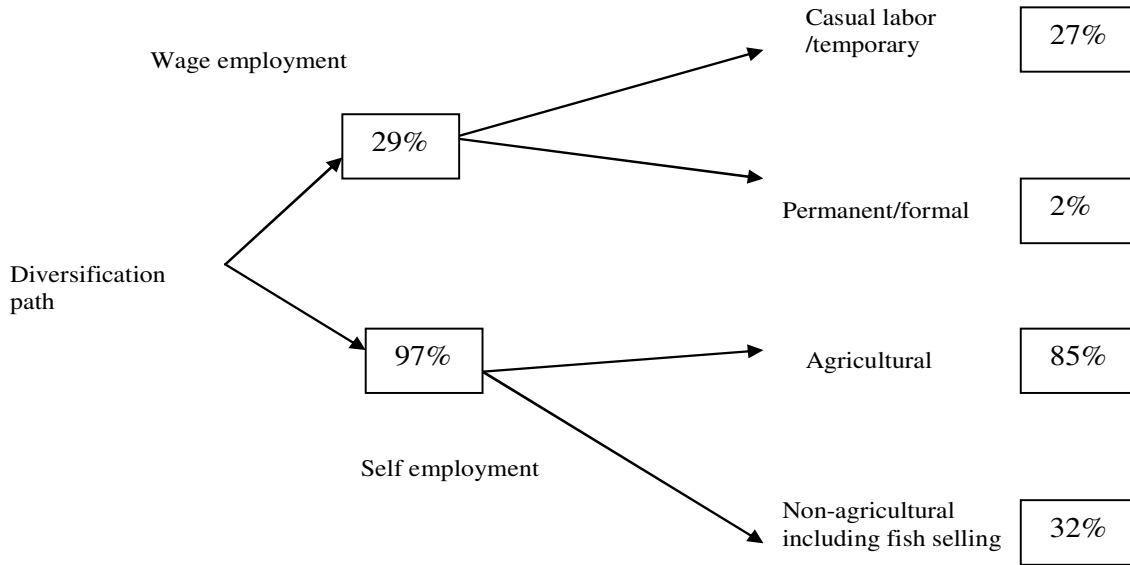 Casual labor
/temporary
27%
Wage employment
29%
Permanent/formal
2%
Diversification
path
97%
Agricultural
85%
Self employment
Non-agricultural
including fish selling
32%